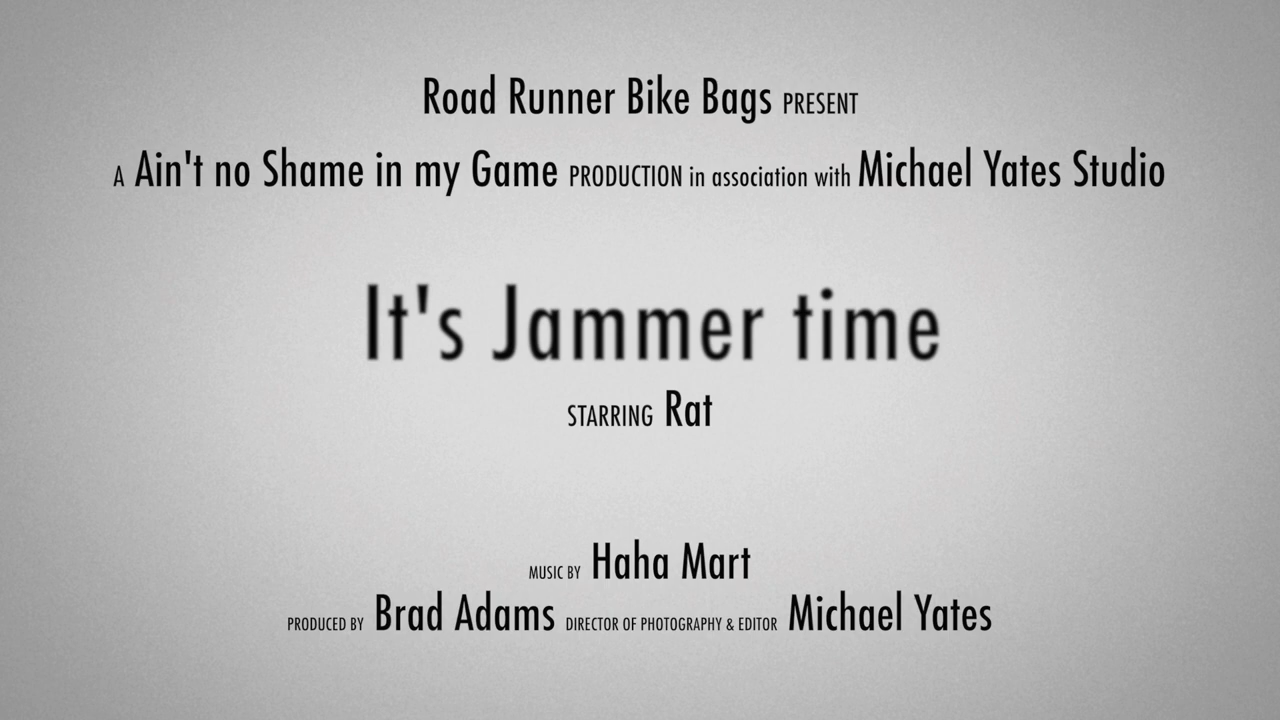 Road Runner Bike Bags PRESENT
A Ain't no Shame in my Game PRODUCTION in association with Michael Yates Studio
It's Jammer time
STARRING Rat
MUSIC BY Haha Mart
PRODUCED BY Brad Adams DIRECTOR OF PHOTOGRAPHY & EDITOR Michael Yates